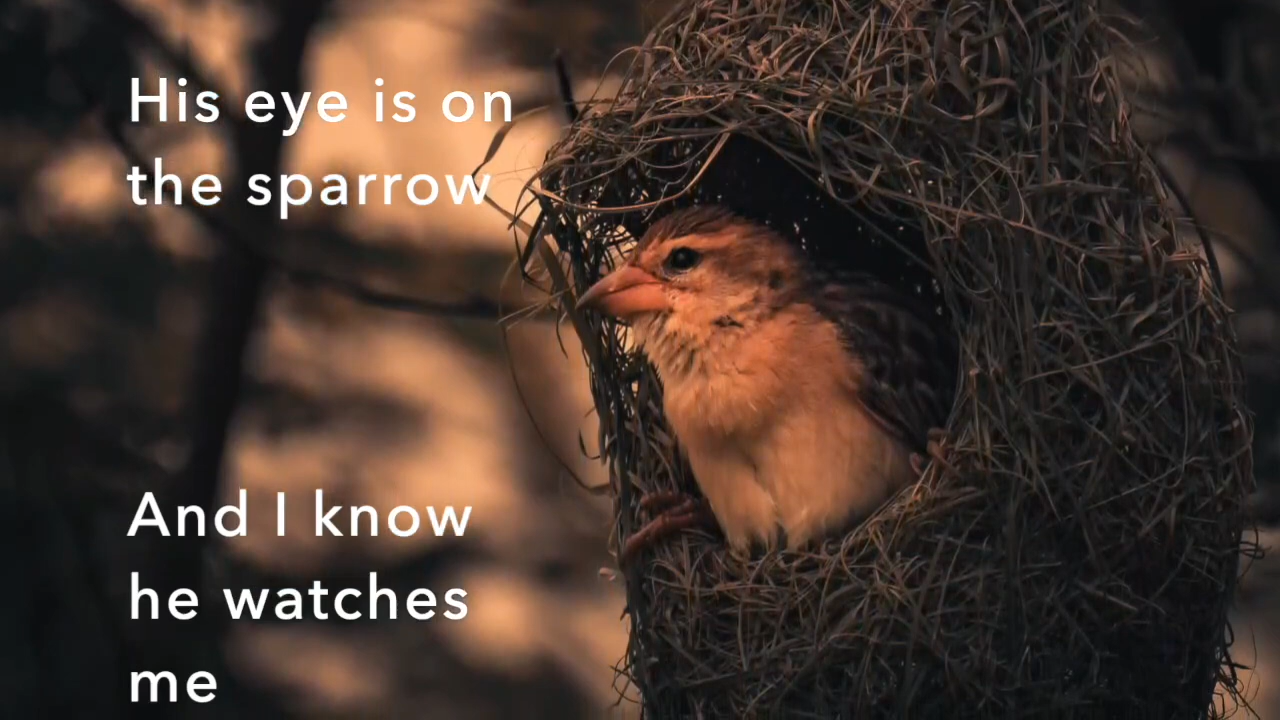 His eye is on
the sparrow
And I know
he watches
me